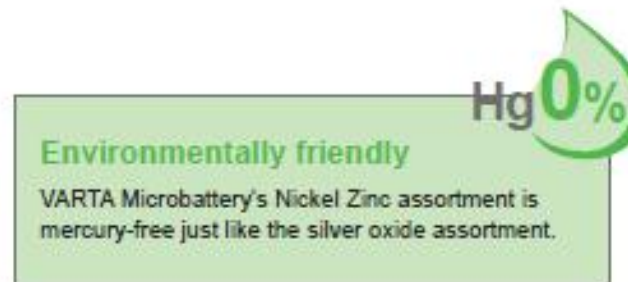 Hg0%
Environmentally friendly
VARTA Microbattery's Nickel Zinc assortment is
mercury-free just like the silver oxide assortment.